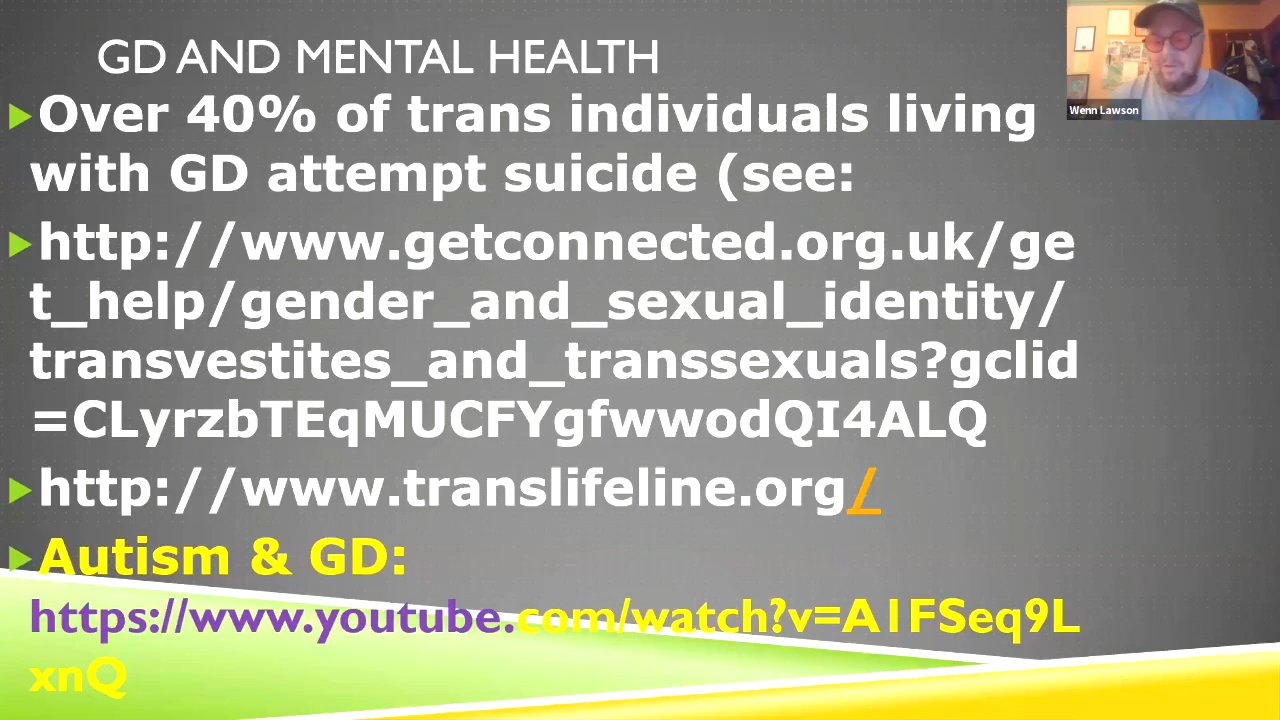 GD AND MENTAL HEALTH
Over 40% of trans individuals living
with GD attempt suicide (see:
http://www.getconnected.org.uk/ge
t_help/gender_and_sexual_identity/
transvestites_and_transsexuals?gclid
=CLyrzbTEqMUCFYgfwwodQI4ALQ
http://www.translifeline.org/
Autism & GD:
https://www.youtube.com/watch?v=A1FSeq9L
xnQ
Wenn Lawson